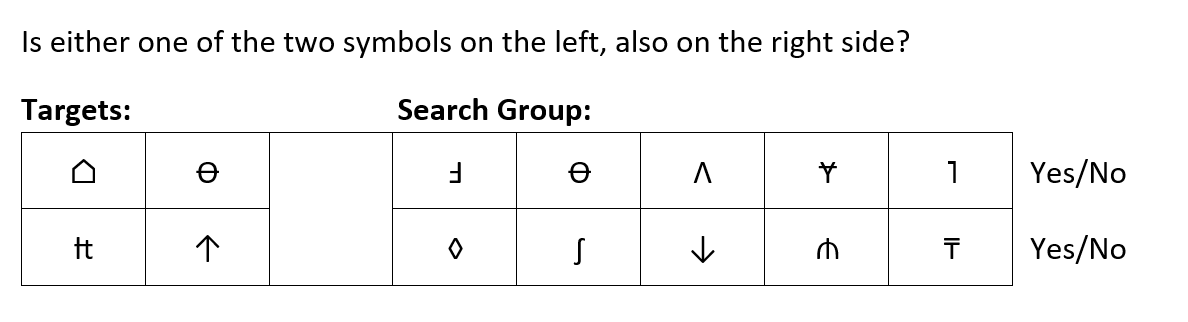 Is either one of the two symbols on the left, also on the right side?
Targets: Search Group:
⌂ ꝋ Ⅎ ꝋ Ʌ ⩝ ⇂ Yes/No
ꜩ ↑ ◊ ʃ ↓ ₼ ₸ Yes/No